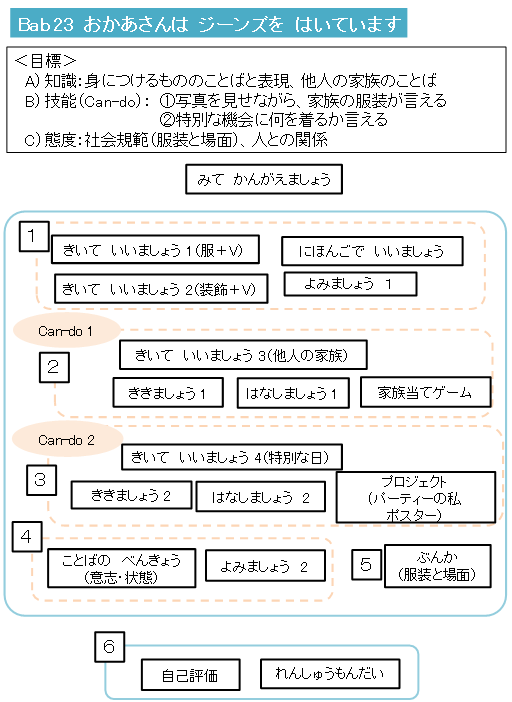 Bab23 おかあさんは ジーンズを はいています
＜目標＞
A) 知識：身につけるもののことばと表現、他人の家族のことば
B) 技能(Can-do)： ①写真を見せながら、家族の服装が言える
②特別な機会に何を着るか言える
C) 態度：社会規範(服装と場面)、人との関係
みて かんがえましょう
1
きいて いいましょう1(服＋V)
にほんごで いいましょう
きいて いいましょう2(装飾＋V)
よみましょう 1
Can-do 1
2
きいて いいましょう3(他人の家族)
ききましょう1
はなしましょう1
家族当てゲーム
Can-do 2
3
きいて いいましょう4(特別な日)
ききましょう2
はなしましょう 2
プロジェクト
(パーティーの私
ポスター)
4
ことばの べんきょう
(意志・状態)
よみましょう 2
5
ぶんか
(服装と場面)
6
自己評価
れんしゅうもんだい